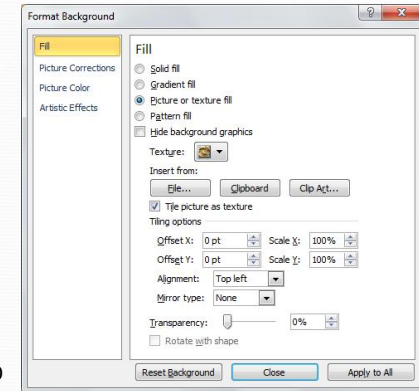 Format Background
Fill
Picture Corrections
Picture Color
Artistic Effects
Fill
Solid fill
Gradient fill
Picture or texture fill
Pattern fill
Hide background graphics
Texture:
Insert from:
File... Clipboard Clip Art...
Tile picture as texture
Tiling options
Offset X: 0 pt Scale X: 100%
Offset Y: 0 pt Scale Y: 100%
Alignment: Top left
Mirror type: None
Transparency: 0%
Rotate with shape
Reset Background Close Apply to All